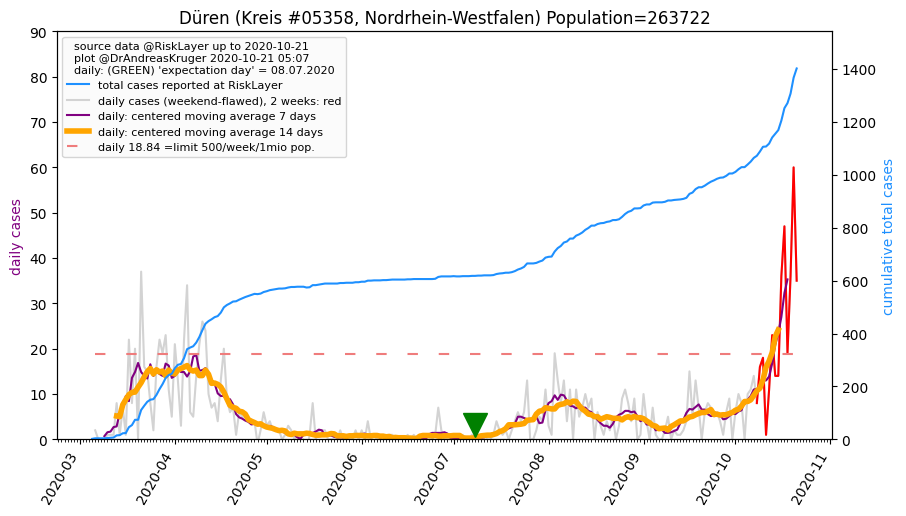 Düren (Kreis #05358, Nordrhein-Westfalen) Population=263722
90
80
70
60
50
40
30
20
10
0
daily cases
source data @RiskLayer up to 2020-10-21
plot @DrAndreasKruger 2020-10-21 05:07
daily: (GREEN) 'expectation day' = 08.07.2020
total cases reported at RiskLayer
daily cases (weekend-flawed), 2 weeks: red
daily: centered moving average 7 days
daily: centered moving average 14 days
daily 18.84 =limit 500/week/1mio pop.
1400
1200
1000
800
600
400
200
0
cumulative total cases
2020-03
2020-04
2020-05
2020-06
2020-07
2020-08
2020-09
2020-10
2020-11